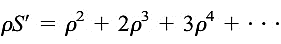 ρS′ = ρ² + 2ρ³ + 3ρ⁴ + · · ·